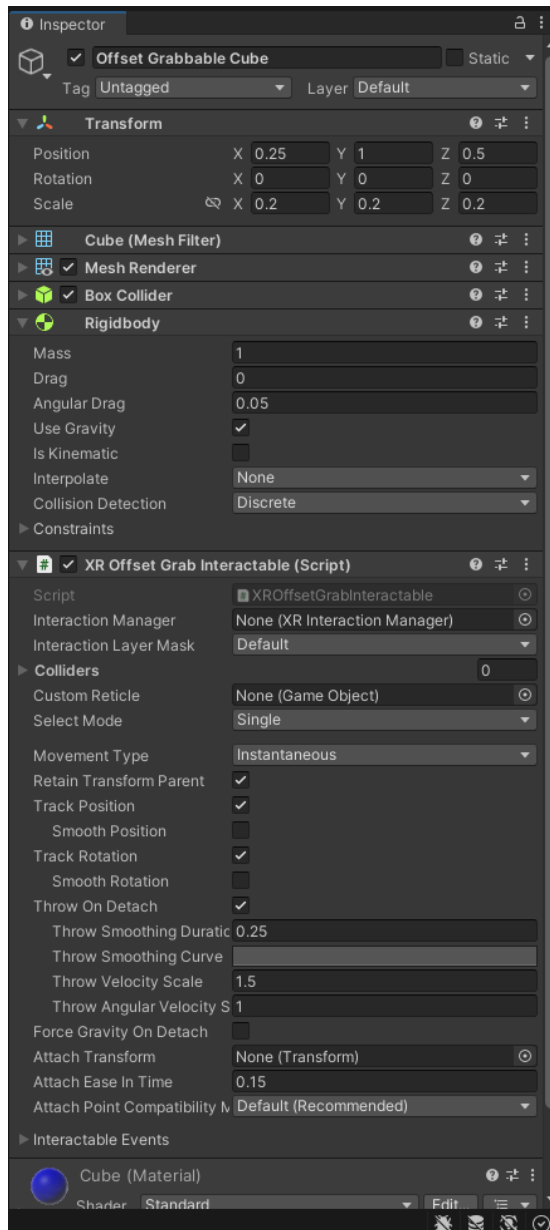 Inspector
Offset Grabbable Cube Static
Tag Untagged Layer Default
Transform
Position X 0.25 Y 1 Z 0.5
Rotation X 0 Y 0 Z 0
Scale X 0.2 Y 0.2 Z 0.2
Cube (Mesh Filter)
Mesh Renderer
Box Collider
Rigidbody
Mass 1
Drag 0
Angular Drag 0.05
Use Gravity
Is Kinematic
Interpolate None
Collision Detection Discrete
Constraints
# XR Offset Grab Interactable (Script)
Script # XROffsetGrabInteractable
Interaction Manager None (XR Interaction Manager)
Interaction Layer Mask Default
Colliders 0
Custom Reticle None (Game Object)
Select Mode Single
Movement Type Instantaneous
Retain Transform Parent
Track Position
Smooth Position
Track Rotation
Smooth Rotation
Throw On Detach
Throw Smoothing Duratic 0.25
Throw Smoothing Curve
Throw Velocity Scale 1.5
Throw Angular Velocity S 1
Force Gravity On Detach
Attach Transform None (Transform)
Attach Ease In Time 0.15
Attach Point Compatibility M Default (Recommended)
Interactable Events
Cube (Material)
Shader Standard Edit...